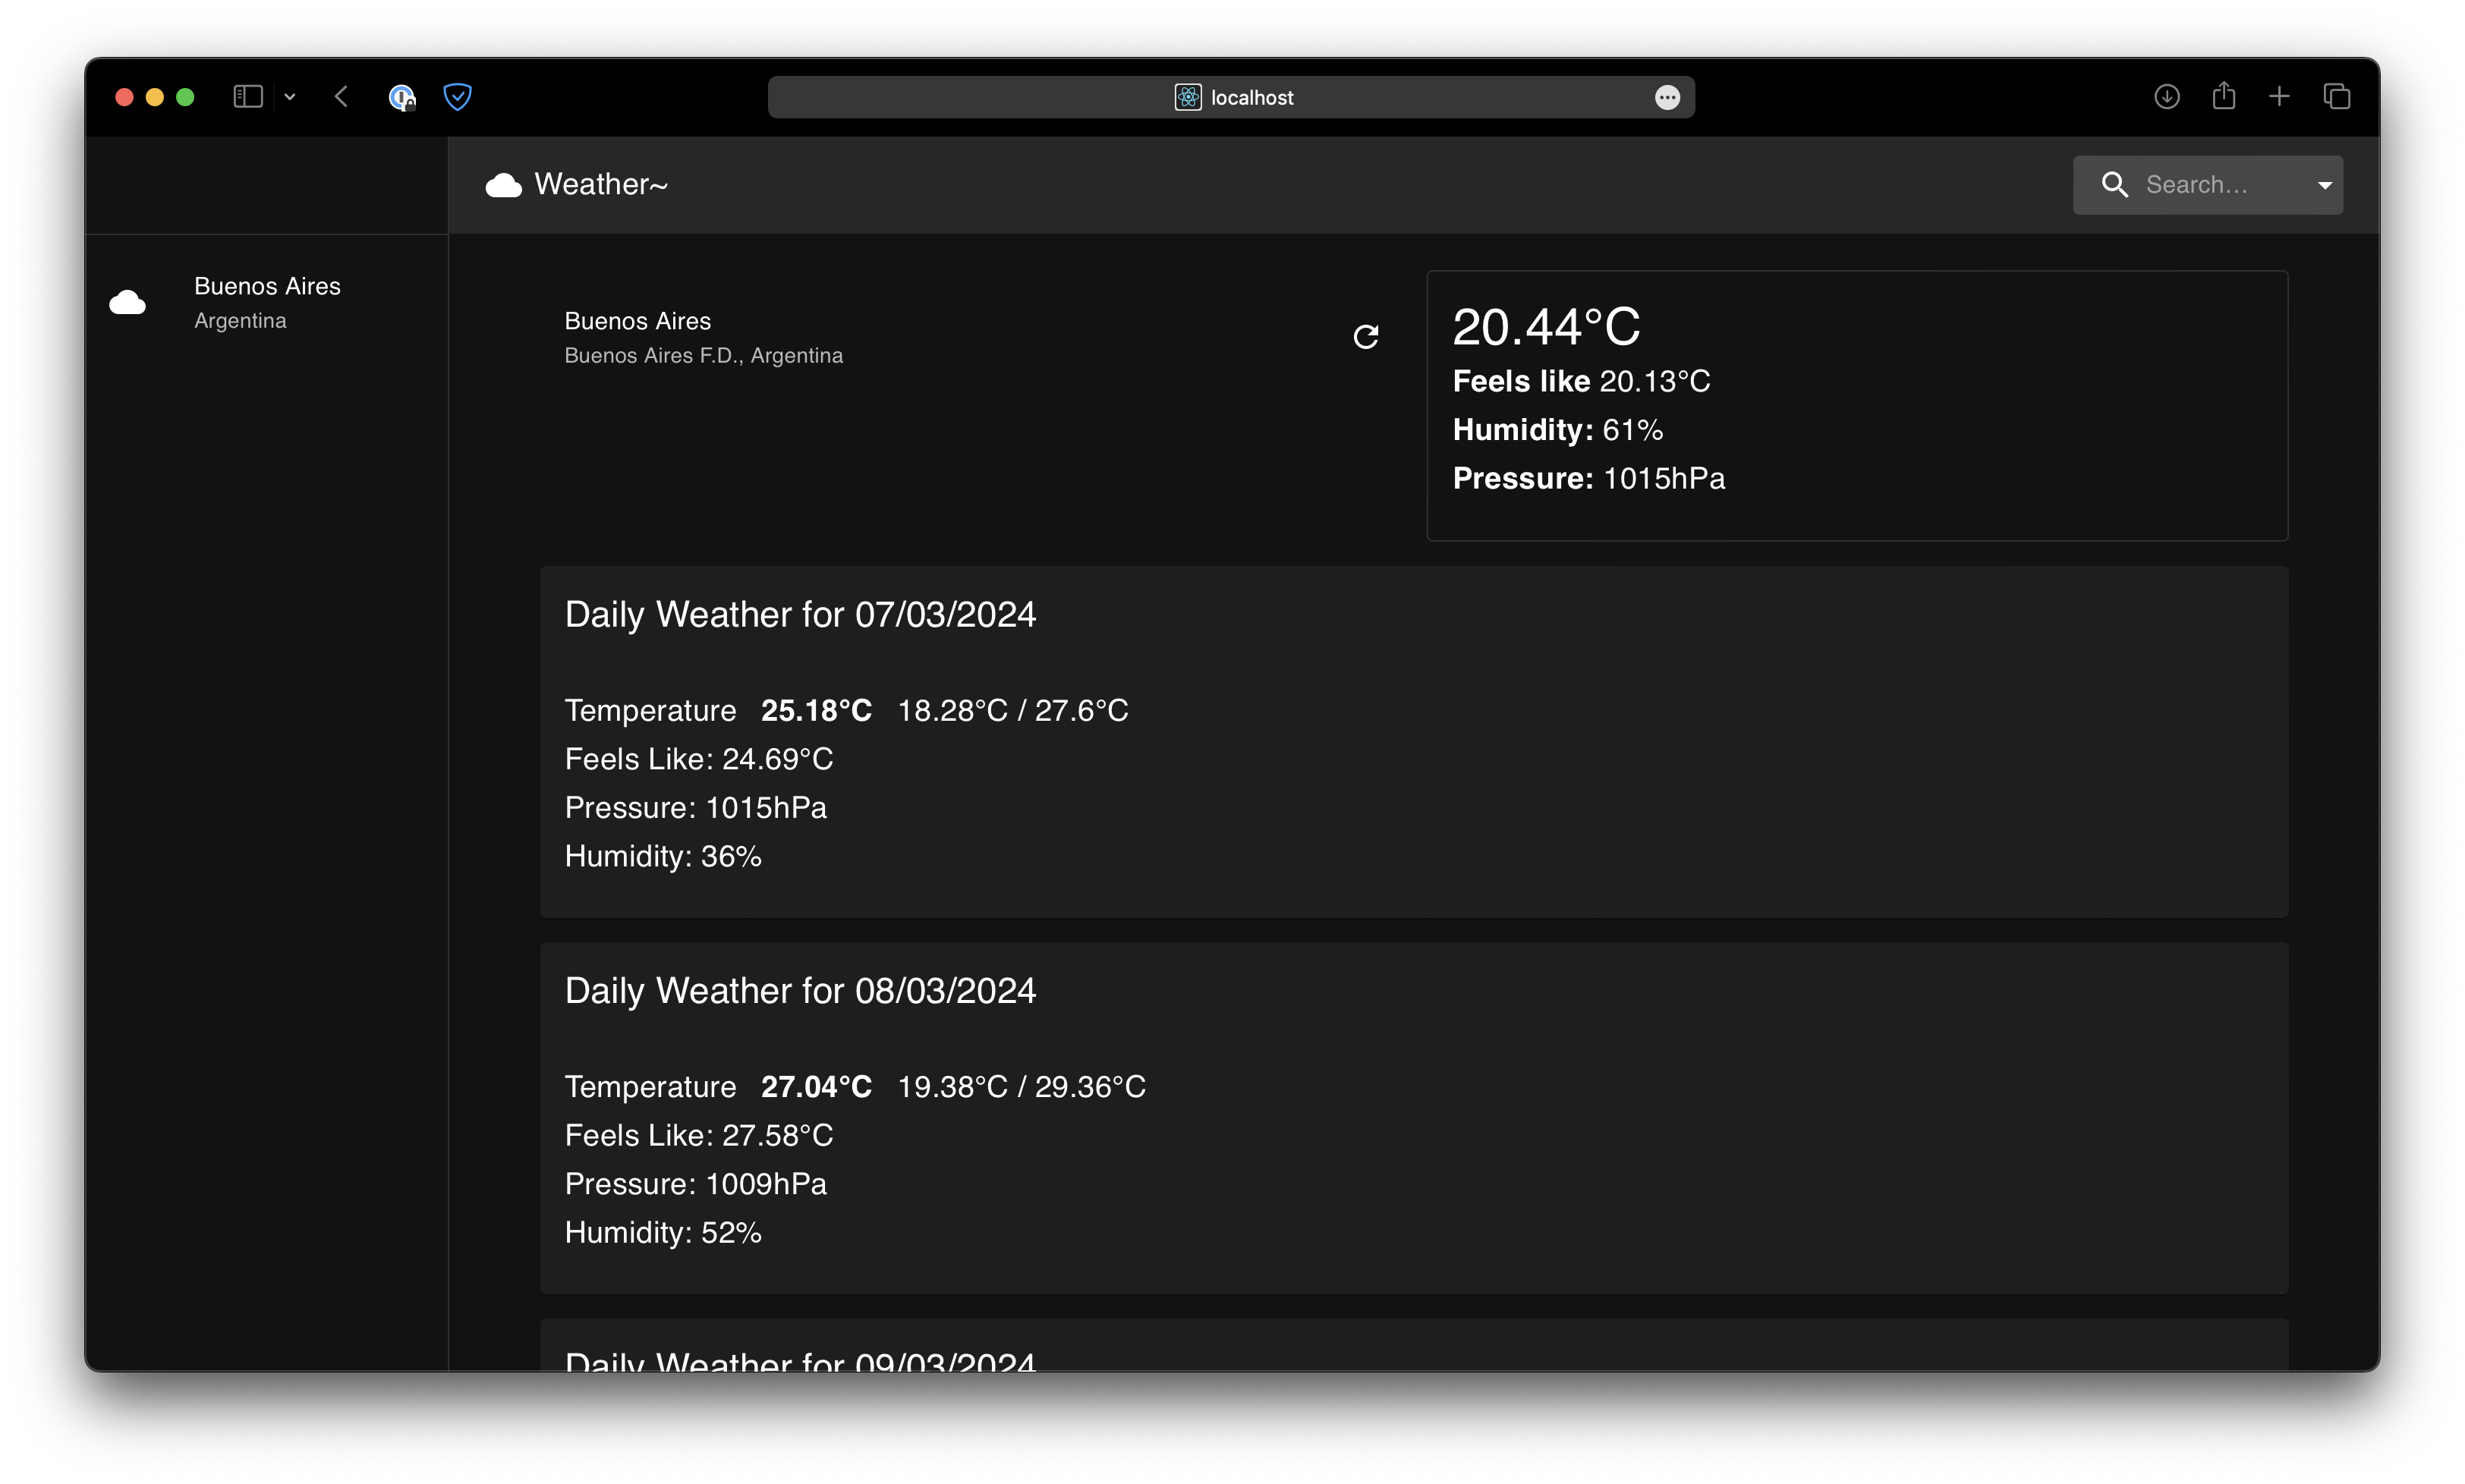 localhost
Weather~
Search…
Buenos Aires
Argentina
Buenos Aires
Buenos Aires F.D., Argentina
20.44°C
Feels like 20.13°C
Humidity: 61%
Pressure: 1015hPa
Daily Weather for 07/03/2024
Temperature 25.18°C 18.28°C / 27.6°C
Feels Like: 24.69°C
Pressure: 1015hPa
Humidity: 36%
Daily Weather for 08/03/2024
Temperature 27.04°C 19.38°C / 29.36°C
Feels Like: 27.58°C
Pressure: 1009hPa
Humidity: 52%
Daily Weather for 09/03/2024